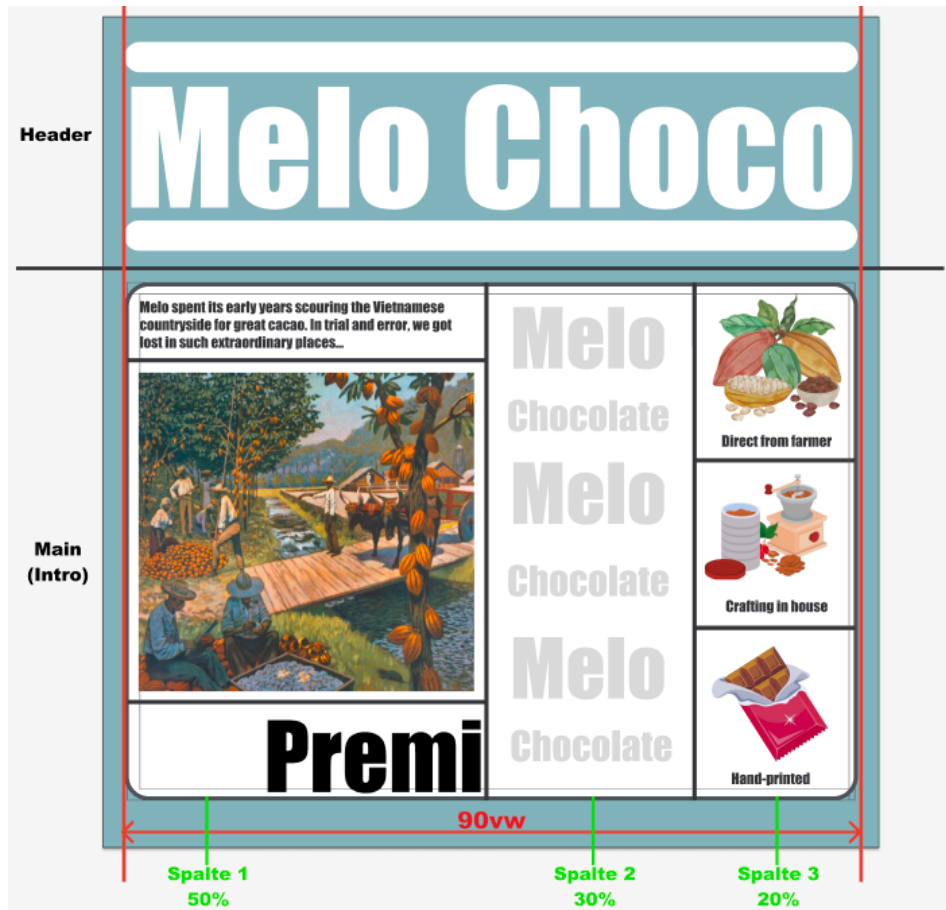 Header
Melo Choco
Melo spent its early years scouring the Vietnamese
countryside for great cacao. In trial and error, we got
lost in such extraordinary places...
Premi
Melo
Chocolate
Melo
Chocolate
Melo
Chocolate
Direct from farmer
Crafting in house
Hand-printed
Main
(Intro)
90vw
Spalte 1
50%
Spalte 2
30%
Spalte 3
20%